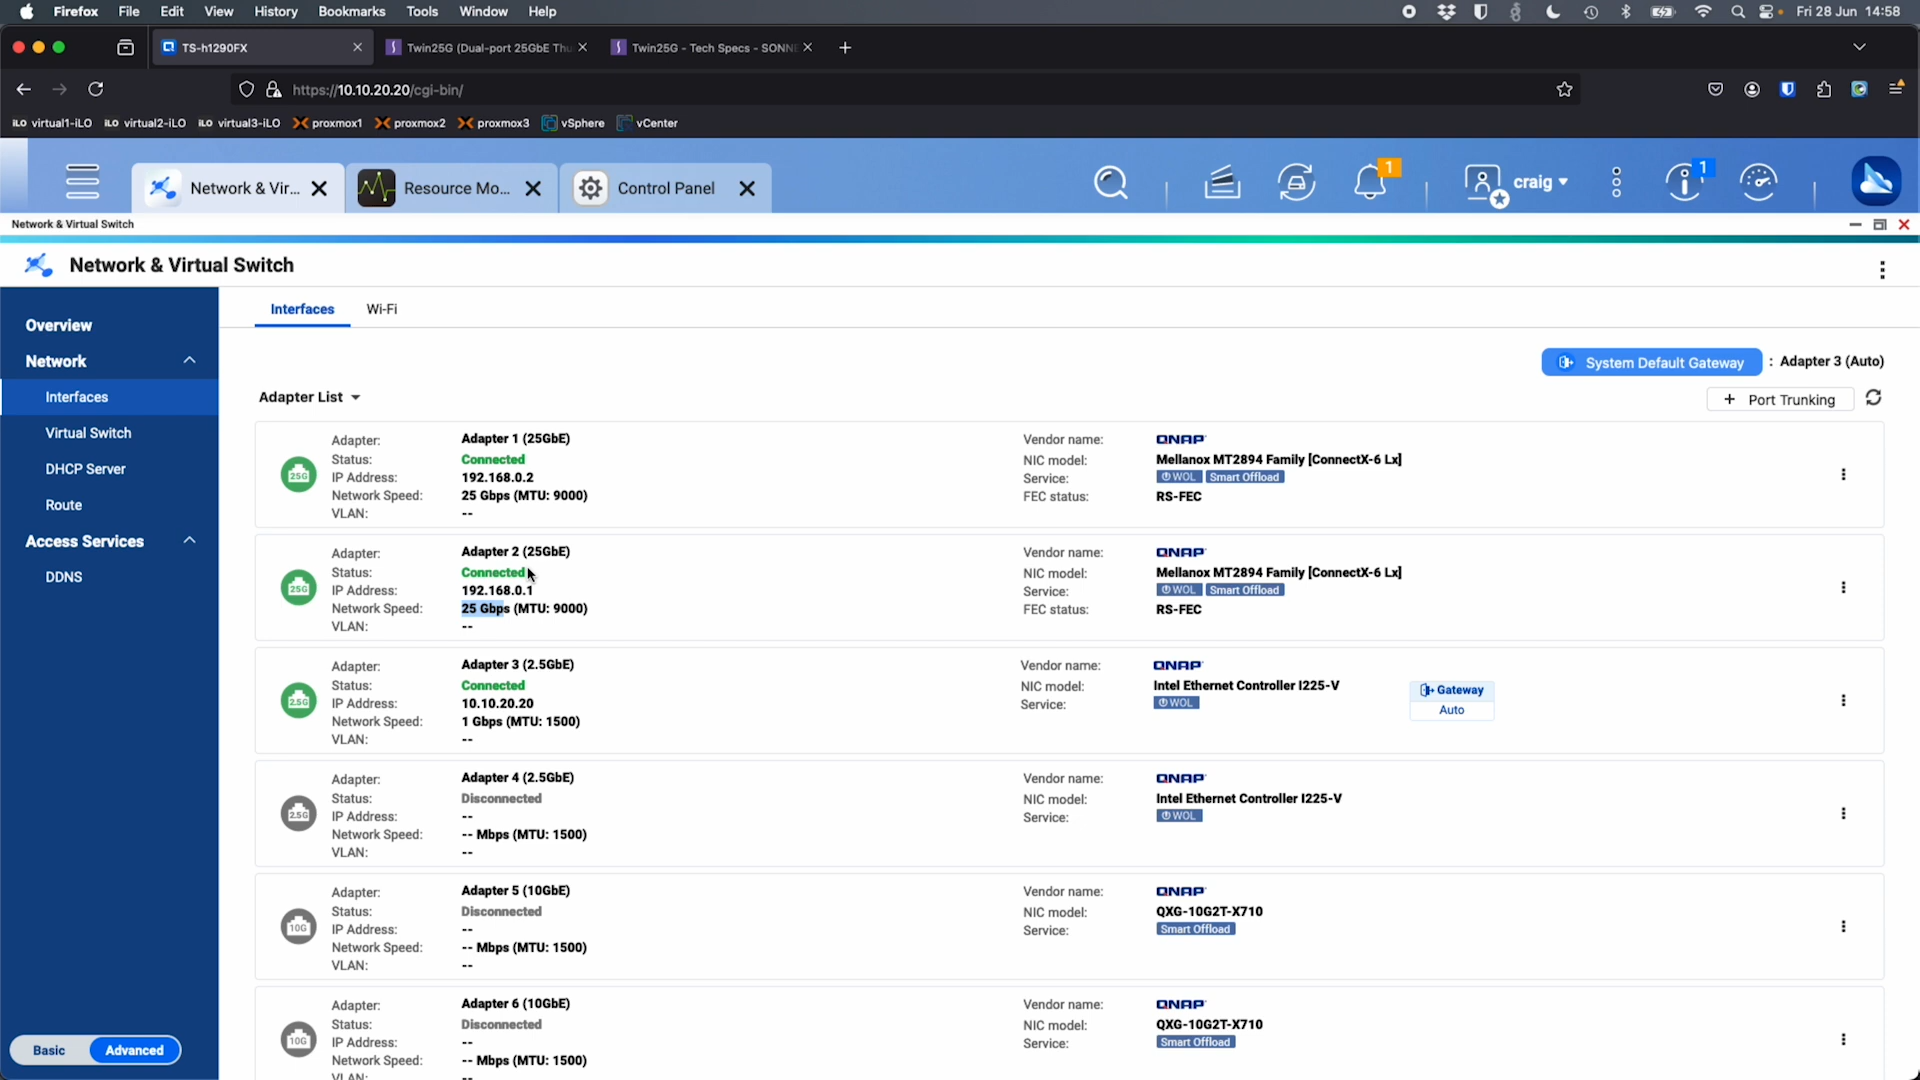 Firefox File Edit View History Bookmarks Tools Window Help Fri 28 Jun 14:58
TS-h1290FX Twin25G (Dual-port 25GbE Thu Twin25G - Tech Specs - SONN
https://10.10.20.20/cgi-bin/
iLO virtual1-iLO iLO virtual2-iLO iLO virtual3-iLO proxmox1 proxmox2 proxmox3 vSphere vCenter
Network & Vir... Resource Mo... Control Panel 1 craig 1
Network & Virtual Switch
Network & Virtual Switch
Overview
Network
Interfaces
Virtual Switch
DHCP Server
Route
Access Services
DDNS
Basic Advanced
Interfaces Wi-Fi
System Default Gateway : Adapter 3 (Auto)
Adapter List + Port Trunking
25G
Adapter: Adapter 1 (25GbE) Vendor name: QNAP
Status: Connected NIC model: Mellanox MT2894 Family [ConnectX-6 Lx]
IP Address: 192.168.0.2 Service: WOL Smart Offload
Network Speed: 25 Gbps (MTU: 9000) FEC status: RS-FEC
VLAN: --
25G
Adapter: Adapter 2 (25GbE) Vendor name: QNAP
Status: Connected NIC model: Mellanox MT2894 Family [ConnectX-6 Lx]
IP Address: 192.168.0.1 Service: WOL Smart Offload
Network Speed: 25 Gbps (MTU: 9000) FEC status: RS-FEC
VLAN: --
2.5G
Adapter: Adapter 3 (2.5GbE) Vendor name: QNAP
Status: Connected NIC model: Intel Ethernet Controller I225-V Gateway
IP Address: 10.10.20.20 Service: WOL Auto
Network Speed: 1 Gbps (MTU: 1500)
VLAN: --
2.5G
Adapter: Adapter 4 (2.5GbE) Vendor name: QNAP
Status: Disconnected NIC model: Intel Ethernet Controller I225-V
IP Address: -- Service: WOL
Network Speed: -- Mbps (MTU: 1500)
VLAN: --
10G
Adapter: Adapter 5 (10GbE) Vendor name: QNAP
Status: Disconnected NIC model: QXG-10G2T-X710
IP Address: -- Service: Smart Offload
Network Speed: -- Mbps (MTU: 1500)
VLAN: --
10G
Adapter: Adapter 6 (10GbE) Vendor name: QNAP
Status: Disconnected NIC model: QXG-10G2T-X710
IP Address: -- Service: Smart Offload
Network Speed: -- Mbps (MTU: 1500)
VLAN: --